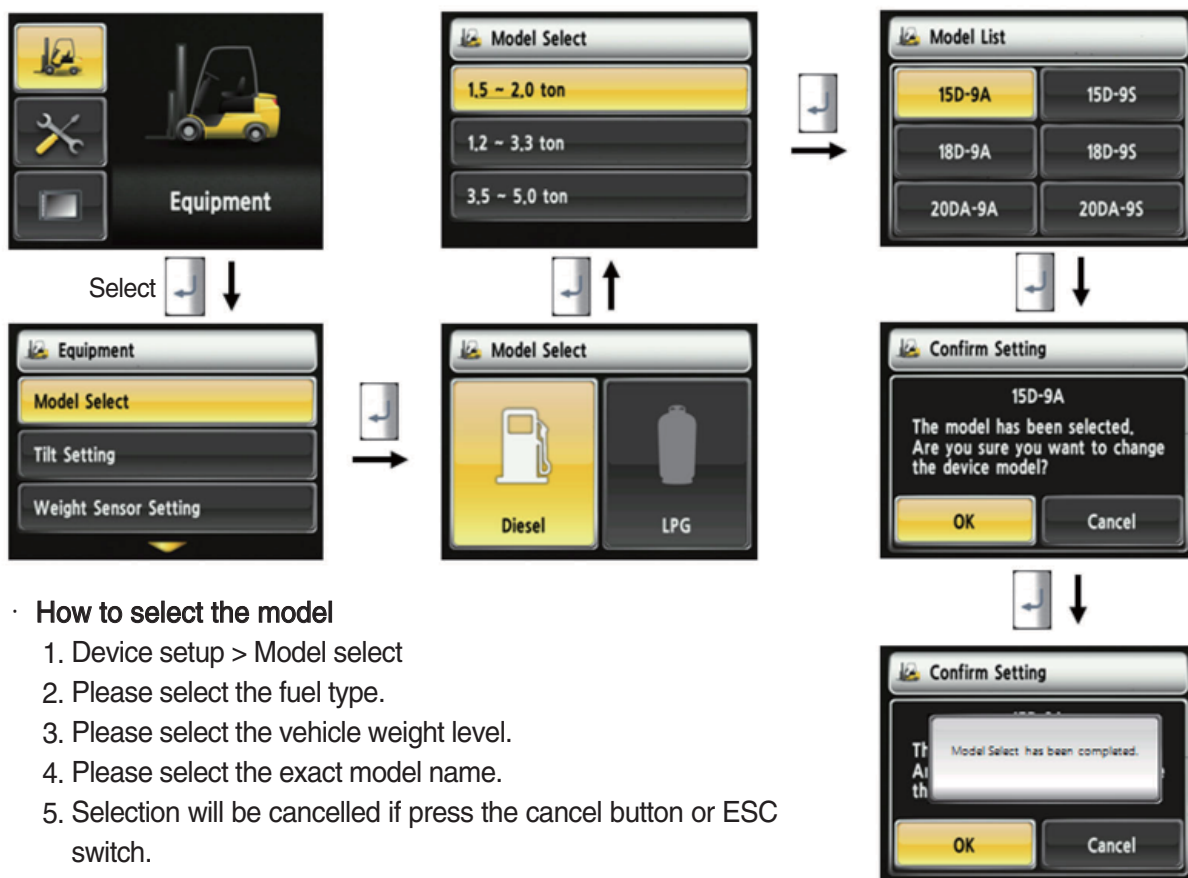 Equipment
Select
Equipment
Model Select
Tilt Setting
Weight Sensor Setting
Model Select
Diesel
LPG
Model Select
1.5 ~ 2.0 ton
1.2 ~ 3.3 ton
3.5 ~ 5.0 ton
Model List
15D-9A
15D-9S
18D-9A
18D-9S
20DA-9A
20DA-9S
Confirm Setting
15D-9A
The model has been selected.
Are you sure you want to change
the device model?
OK
Cancel
Confirm Setting
Model Select has been completed.
OK
Cancel
· How to select the model
1. Device setup > Model select
2. Please select the fuel type.
3. Please select the vehicle weight level.
4. Please select the exact model name.
5. Selection will be cancelled if press the cancel button or ESC
switch.